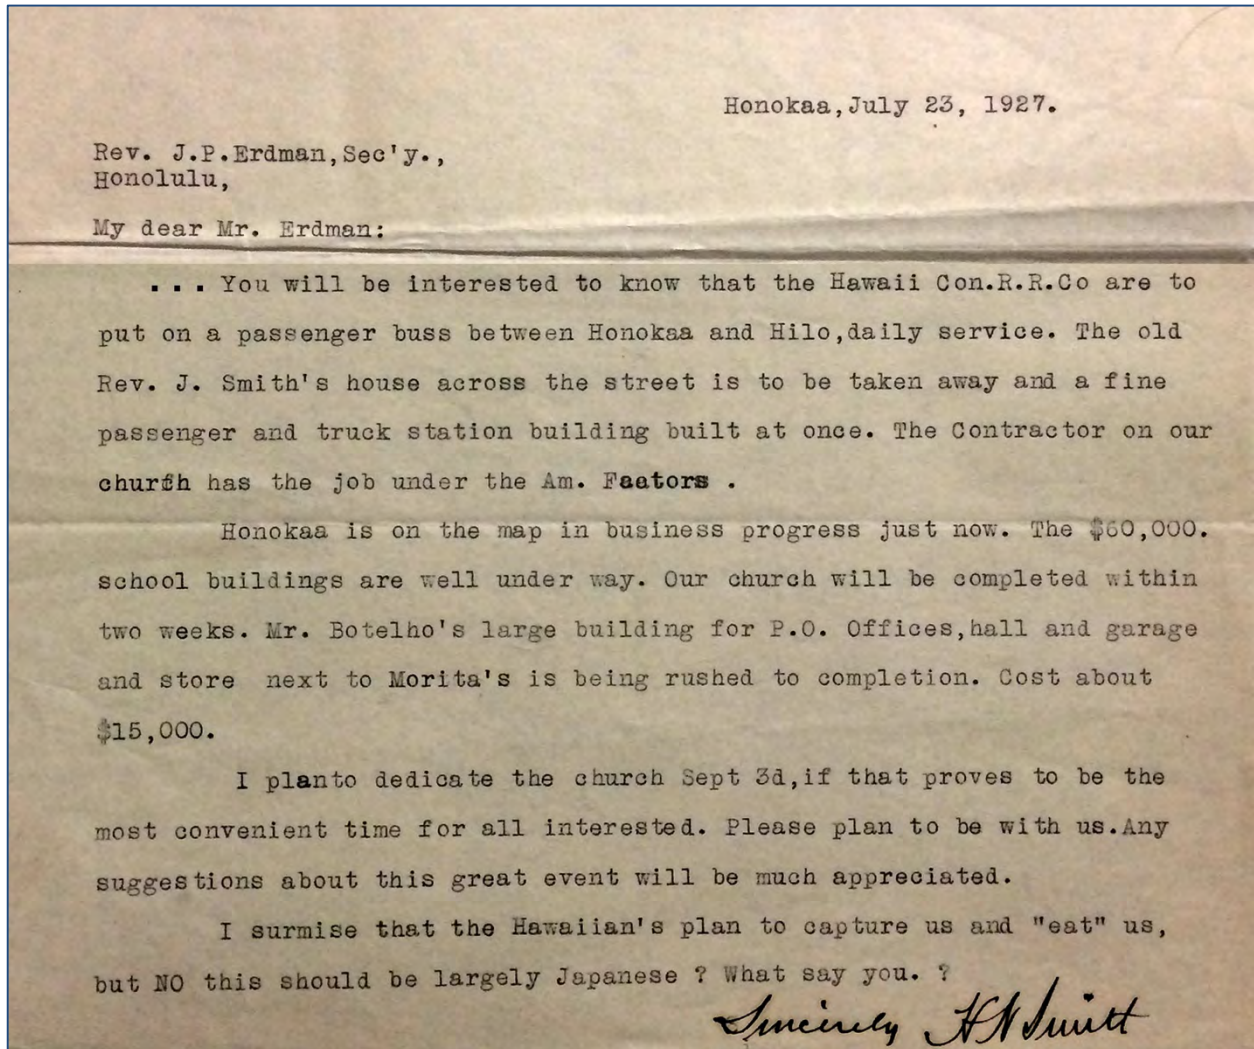 Honokaa,July 23, 1927.
Rev. J.P.Erdman,Sec'y.,
Honolulu,
My dear Mr. Erdman:
... You will be interested to know that the Hawaii Con.R.R.Co are to
put on a passenger buss between Honokaa and Hilo,daily service. The old
Rev. J. Smith's house across the street is to be taken away and a fine
passenger and truck station building built at once. The Contractor on our
church has the job under the Am. Faators .
Honokaa is on the map in business progress just now. The $60,000.
school buildings are well under way. Our church will be completed within
two weeks. Mr. Botelho's large building for P.O. Offices,hall and garage
and store next to Morita's is being rushed to completion. Cost about
$15,000.
I planto dedicate the church Sept 3d,if that proves to be the
most convenient time for all interested. Please plan to be with us.Any
suggestions about this great event will be much appreciated.
I surmise that the Hawaiian's plan to capture us and "eat" us,
but NO this should be largely Japanese ? What say you. ?
Sincerely H N Smith